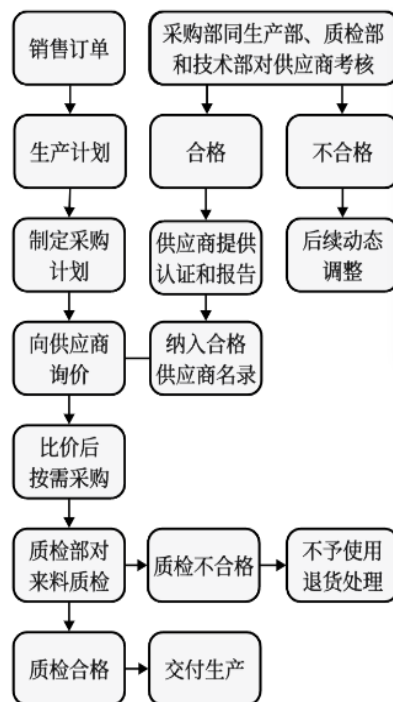 销售订单
采购部同生产部、质检部
和技术部对供应商考核
生产计划
合格
不合格
制定采购
计划
供应商提供
认证和报告
后续动态
调整
向供应商
询价
纳入合格
供应商名录
比价后
按需采购
质检部对
来料质检
质检不合格
不予使用
退货处理
质检合格
交付生产